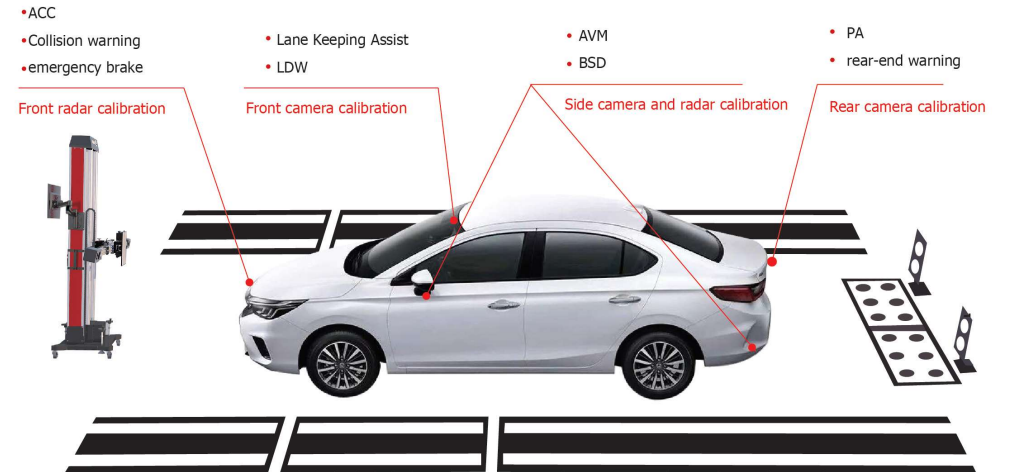 •ACC
•Collision warning
•emergency brake
Front radar calibration
• Lane Keeping Assist
• LDW
Front camera calibration
• AVM
• BSD
Side camera and radar calibration
• PA
• rear-end warning
Rear camera calibration